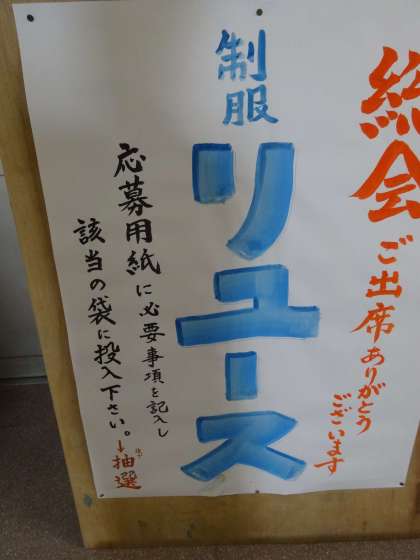 総会
ご出席ありがとう
ございます
制服
リユース
応募用紙に必要事項を記入し
該当の袋に投入下さい。→抽選